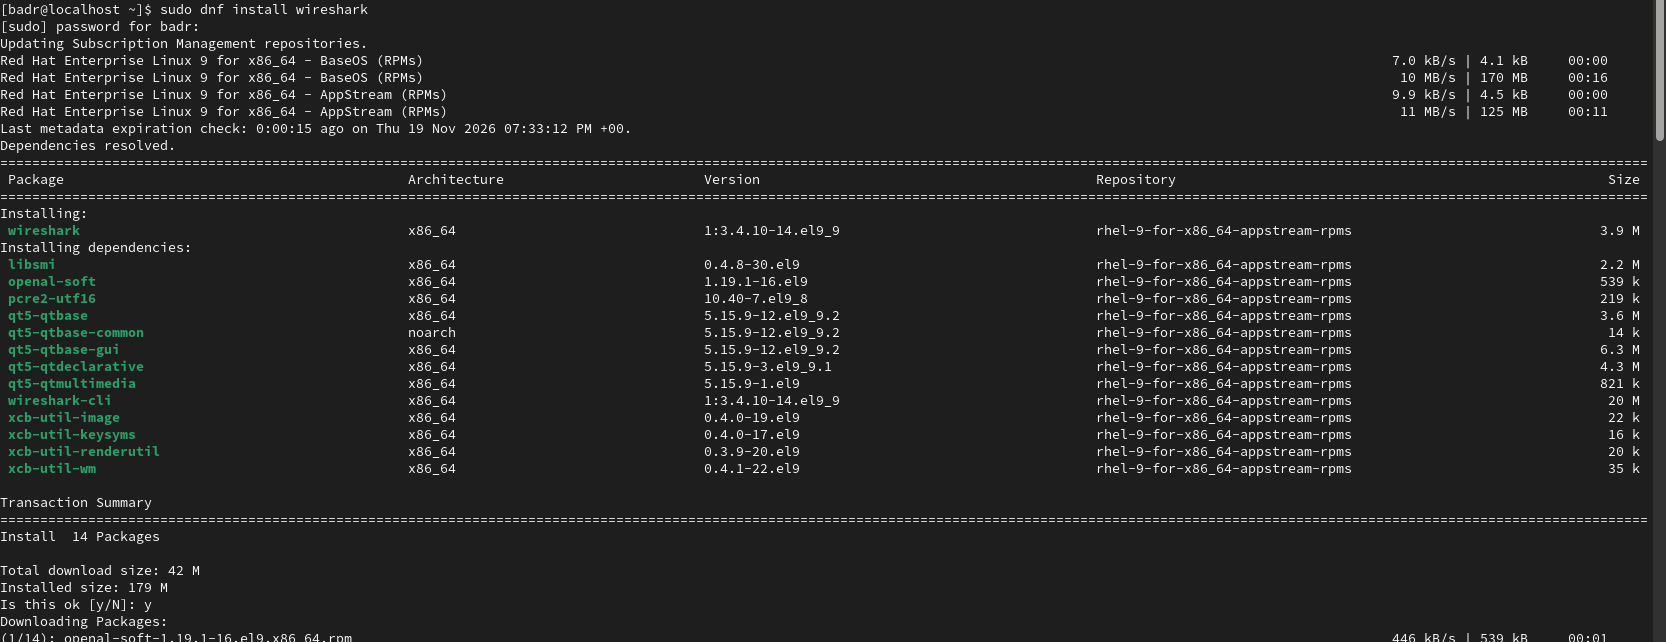 [badr@localhost ~]$ sudo dnf install wireshark
[sudo] password for badr:
Updating Subscription Management repositories.
Red Hat Enterprise Linux 9 for x86_64 - BaseOS (RPMs) 7.0 kB/s | 4.1 kB 00:00
Red Hat Enterprise Linux 9 for x86_64 - BaseOS (RPMs) 10 MB/s | 170 MB 00:16
Red Hat Enterprise Linux 9 for x86_64 - AppStream (RPMs) 9.9 kB/s | 4.5 kB 00:00
Red Hat Enterprise Linux 9 for x86_64 - AppStream (RPMs) 11 MB/s | 125 MB 00:11
Last metadata expiration check: 0:00:15 ago on Thu 19 Nov 2026 07:33:12 PM +00.
Dependencies resolved.
================================================================================
Package Architecture Version Repository Size
================================================================================
Installing:
wireshark x86_64 1:3.4.10-14.el9_9 rhel-9-for-x86_64-appstream-rpms 3.9 M
Installing dependencies:
libsmi x86_64 0.4.8-30.el9 rhel-9-for-x86_64-appstream-rpms 2.2 M
openal-soft x86_64 1.19.1-16.el9 rhel-9-for-x86_64-appstream-rpms 539 k
pcre2-utf16 x86_64 10.40-7.el9_8 rhel-9-for-x86_64-appstream-rpms 219 k
qt5-qtbase x86_64 5.15.9-12.el9_9.2 rhel-9-for-x86_64-appstream-rpms 3.6 M
qt5-qtbase-common noarch 5.15.9-12.el9_9.2 rhel-9-for-x86_64-appstream-rpms 14 k
qt5-qtbase-gui x86_64 5.15.9-12.el9_9.2 rhel-9-for-x86_64-appstream-rpms 6.3 M
qt5-qtdeclarative x86_64 5.15.9-3.el9_9.1 rhel-9-for-x86_64-appstream-rpms 4.3 M
qt5-qtmultimedia x86_64 5.15.9-1.el9 rhel-9-for-x86_64-appstream-rpms 821 k
wireshark-cli x86_64 1:3.4.10-14.el9_9 rhel-9-for-x86_64-appstream-rpms 20 M
xcb-util-image x86_64 0.4.0-19.el9 rhel-9-for-x86_64-appstream-rpms 22 k
xcb-util-keysyms x86_64 0.4.0-17.el9 rhel-9-for-x86_64-appstream-rpms 16 k
xcb-util-renderutil x86_64 0.3.9-20.el9 rhel-9-for-x86_64-appstream-rpms 20 k
xcb-util-wm x86_64 0.4.1-22.el9 rhel-9-for-x86_64-appstream-rpms 35 k
Transaction Summary
================================================================================
Install 14 Packages
Total download size: 42 M
Installed size: 179 M
Is this ok [y/N]: y
Downloading Packages:
(1/14): openal-soft-1.19.1-16.el9.x86_64.rpm 446 kB/s | 539 kB 00:01